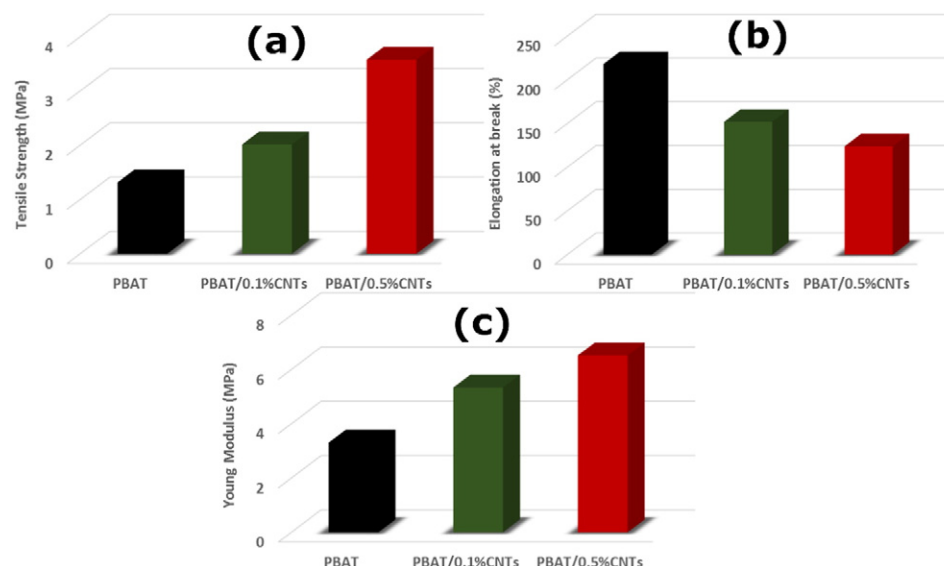 (a)
Tensile Strength (MPa)
4
3
2
1
0
PBAT
PBAT/0.1%CNTs
PBAT/0.5%CNTs
(b)
Elongation at break (%)
250
200
150
100
50
0
PBAT
PBAT/0.1%CNTs
PBAT/0.5%CNTs
(c)
Young Modulus (MPa)
8
6
4
2
0
PBAT
PBAT/0.1%CNTs
PBAT/0.5%CNTs